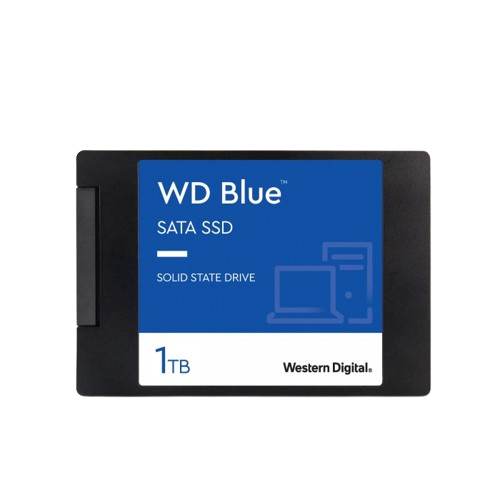 WD Blue™
SATA SSD
SOLID STATE DRIVE
1TB
Western Digital®